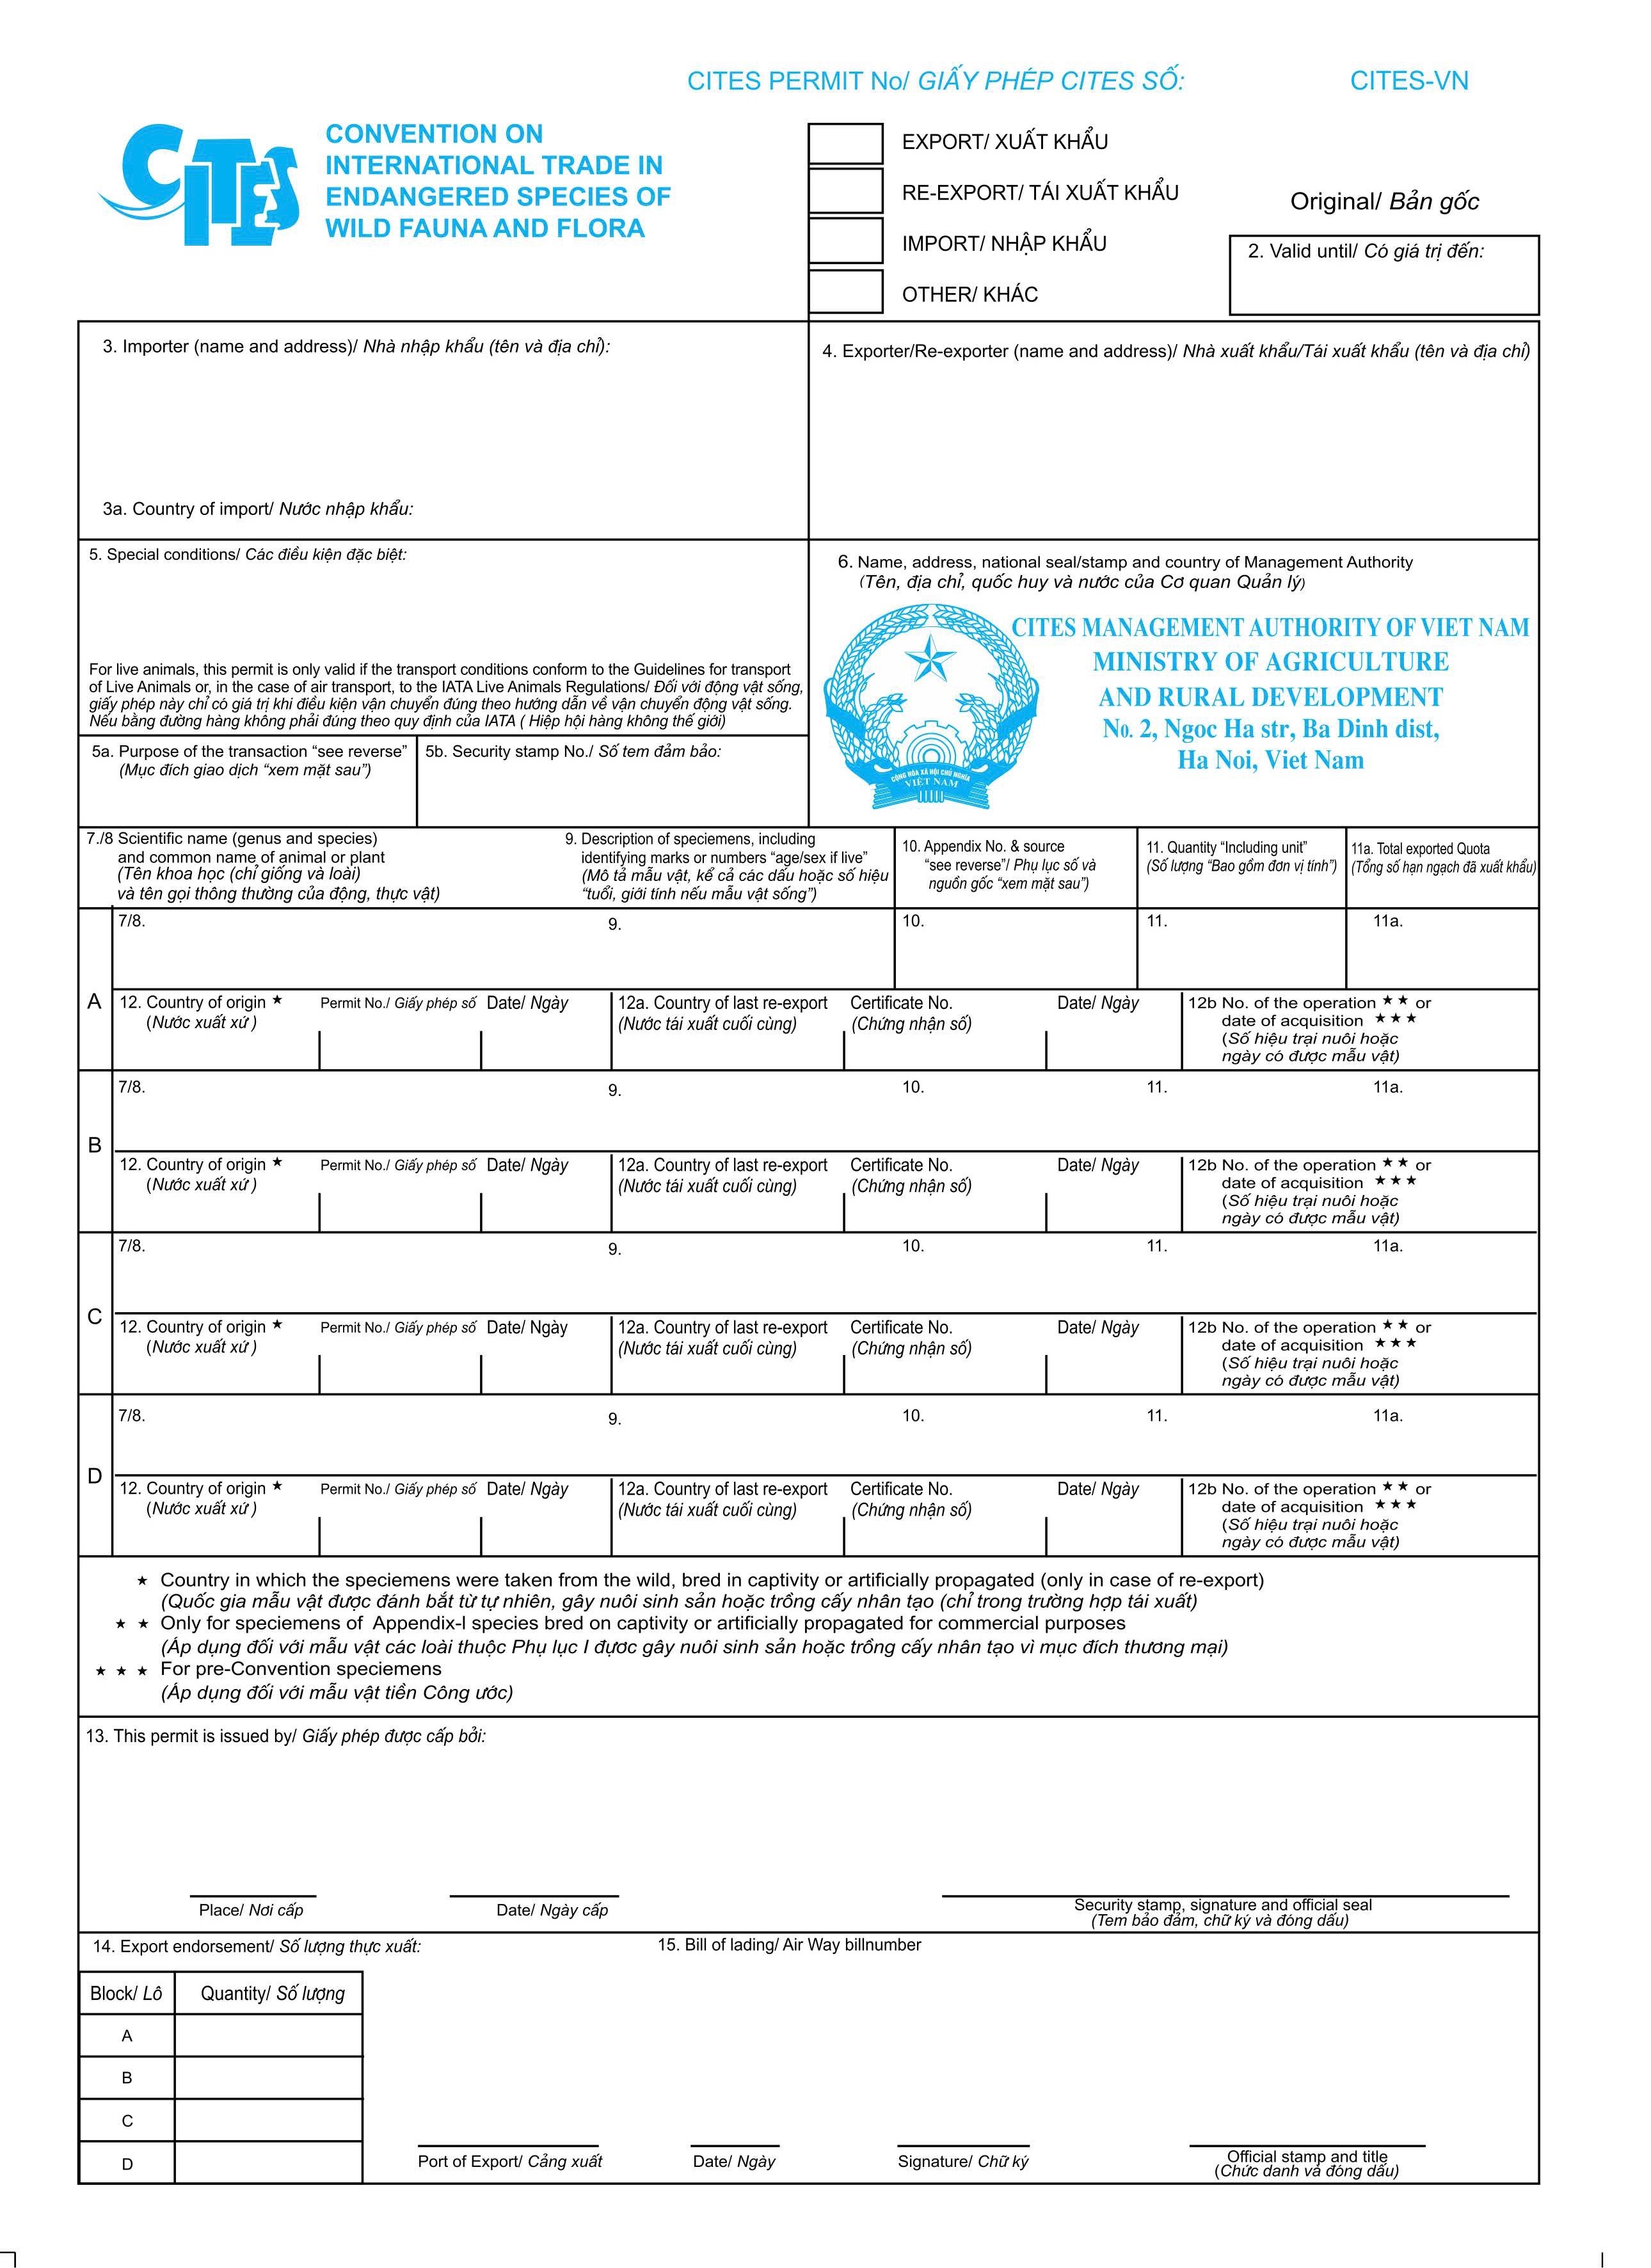 CITES PERMIT No/ GIẤY PHÉP CITES SỐ: CITES-VN
CITES
CONVENTION ON
INTERNATIONAL TRADE IN
ENDANGERED SPECIES OF
WILD FAUNA AND FLORA
EXPORT/ XUẤT KHẨU
RE-EXPORT/ TÁI XUẤT KHẨU
IMPORT/ NHẬP KHẨU
OTHER/ KHÁC
Original/ Bản gốc
2. Valid until/ Có giá trị đến:
3. Importer (name and address)/ Nhà nhập khẩu (tên và địa chỉ):
3a. Country of import/ Nước nhập khẩu:
4. Exporter/Re-exporter (name and address)/ Nhà xuất khẩu/Tái xuất khẩu (tên và địa chỉ)
5. Special conditions/ Các điều kiện đặc biệt:
For live animals, this permit is only valid if the transport conditions conform to the Guidelines for transport
of Live Animals or, in the case of air transport, to the IATA Live Animals Regulations/ Đối với động vật sống,
giấy phép này chỉ có giá trị khi điều kiện vận chuyển đúng theo hướng dẫn về vận chuyển động vật sống.
Nếu bằng đường hàng không phải đúng theo quy định của IATA ( Hiệp hội hàng không thế giới)
5a. Purpose of the transaction “see reverse”
(Mục đích giao dịch “xem mặt sau”)
5b. Security stamp No./ Số tem đảm bảo:
6. Name, address, national seal/stamp and country of Management Authority
(Tên, địa chỉ, quốc huy và nước của Cơ quan Quản lý)
CỘNG HÒA XÃ HỘI CHỦ NGHĨA
VIỆT NAM
CITES MANAGEMENT AUTHORITY OF VIET NAM
MINISTRY OF AGRICULTURE
AND RURAL DEVELOPMENT
No. 2, Ngoc Ha str, Ba Dinh dist,
Ha Noi, Viet Nam
7./8 Scientific name (genus and species)
and common name of animal or plant
(Tên khoa học (chỉ giống và loài)
và tên gọi thông thường của động, thực vật)
9. Description of speciemens, including
identifying marks or numbers “age/sex if live”
(Mô tả mẫu vật, kể cả các dấu hoặc số hiệu
“tuổi, giới tính nếu mẫu vật sống”)
10. Appendix No. & source
“see reverse”/ Phụ lục số và
nguồn gốc “xem mặt sau”)
11. Quantity “Including unit”
(Số lượng “Bao gồm đơn vị tính”)
11a. Total exported Quota
(Tổng số hạn ngạch đã xuất khẩu)
A
7/8. 9. 10. 11. 11a.
12. Country of origin ★ Permit No./ Giấy phép số Date/ Ngày 12a. Country of last re-export Certificate No. Date/ Ngày 12b No. of the operation ★ ★ or
(Nước xuất xứ ) (Nước tái xuất cuối cùng) (Chứng nhận số) date of acquisition ★ ★ ★
(Số hiệu trại nuôi hoặc
ngày có được mẫu vật)
B
7/8. 9. 10. 11. 11a.
12. Country of origin ★ Permit No./ Giấy phép số Date/ Ngày 12a. Country of last re-export Certificate No. Date/ Ngày 12b No. of the operation ★ ★ or
(Nước xuất xứ ) (Nước tái xuất cuối cùng) (Chứng nhận số) date of acquisition ★ ★ ★
(Số hiệu trại nuôi hoặc
ngày có được mẫu vật)
C
7/8. 9. 10. 11. 11a.
12. Country of origin ★ Permit No./ Giấy phép số Date/ Ngày 12a. Country of last re-export Certificate No. Date/ Ngày 12b No. of the operation ★ ★ or
(Nước xuất xứ ) (Nước tái xuất cuối cùng) (Chứng nhận số) date of acquisition ★ ★ ★
(Số hiệu trại nuôi hoặc
ngày có được mẫu vật)
D
7/8. 9. 10. 11. 11a.
12. Country of origin ★ Permit No./ Giấy phép số Date/ Ngày 12a. Country of last re-export Certificate No. Date/ Ngày 12b No. of the operation ★ ★ or
(Nước xuất xứ ) (Nước tái xuất cuối cùng) (Chứng nhận số) date of acquisition ★ ★ ★
(Số hiệu trại nuôi hoặc
ngày có được mẫu vật)
★ Country in which the speciemens were taken from the wild, bred in captivity or artificially propagated (only in case of re-export)
(Quốc gia mẫu vật được đánh bắt từ tự nhiên, gây nuôi sinh sản hoặc trồng cấy nhân tạo (chỉ trong trường hợp tái xuất)
★ ★ Only for speciemens of Appendix-I species bred on captivity or artificially propagated for commercial purposes
(Áp dụng đối với mẫu vật các loài thuộc Phụ lục I được gây nuôi sinh sản hoặc trồng cấy nhân tạo vì mục đích thương mại)
★ ★ ★ For pre-Convention speciemens
(Áp dụng đối với mẫu vật tiền Công ước)
13. This permit is issued by/ Giấy phép được cấp bởi:
Place/ Nơi cấp Date/ Ngày cấp Security stamp, signature and official seal
(Tem bảo đảm, chữ ký và đóng dấu)
14. Export endorsement/ Số lượng thực xuất: 15. Bill of lading/ Air Way billnumber
Block/ Lô Quantity/ Số lượng
A
B
C
D
Port of Export/ Cảng xuất Date/ Ngày Signature/ Chữ ký Official stamp and title
(Chức danh và đóng dấu)